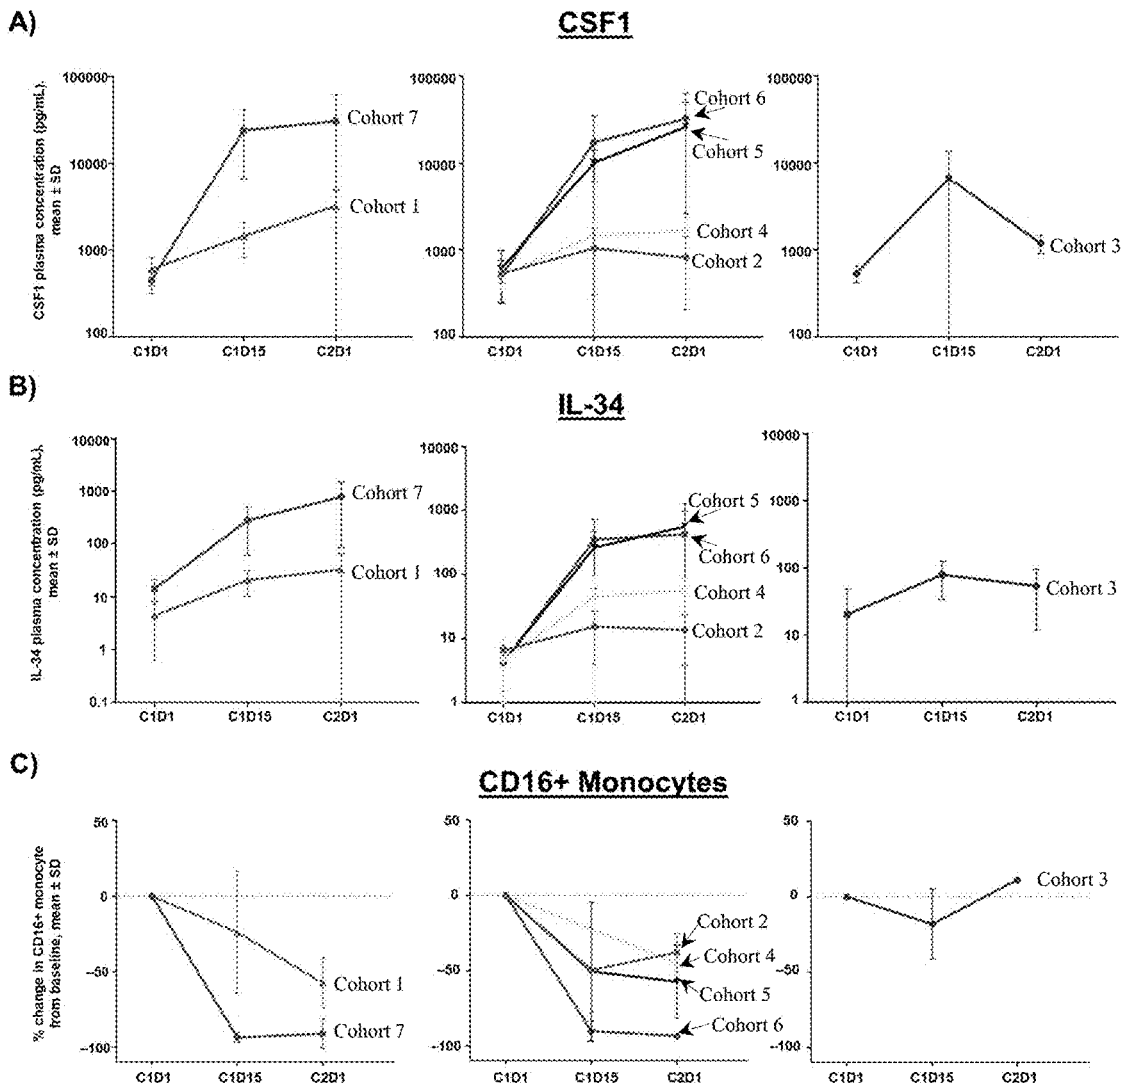 A)
CSF1
CSF1 plasma concentration (pg/mL),
mean ± SD
100000
10000
1000
100
C1D1 C1D15 C2D1
Cohort 7
Cohort 1
100000
10000
1000
100
C1D1 C1D15 C2D1
Cohort 6
Cohort 5
Cohort 4
Cohort 2
100000
10000
1000
100
C1D1 C1D15 C2D1
Cohort 3
B)
IL-34
IL-34 plasma concentration (pg/mL),
mean ± SD
10000
1000
100
10
1
0.1
C1D1 C1D15 C2D1
Cohort 7
Cohort 1
10000
1000
100
10
1
C1D1 C1D15 C2D1
Cohort 5
Cohort 6
Cohort 4
Cohort 2
10000
1000
100
10
1
C1D1 C1D15 C2D1
Cohort 3
C)
CD16+ Monocytes
% change in CD16+ monocyte
from baseline, mean ± SD
50
0
-50
-100
C1D1 C1D15 C2D1
Cohort 1
Cohort 7
50
0
-50
-100
C1D1 C1D15 C2D1
Cohort 2
Cohort 4
Cohort 5
Cohort 6
50
0
-50
-100
C1D1 C1D15 C2D1
Cohort 3